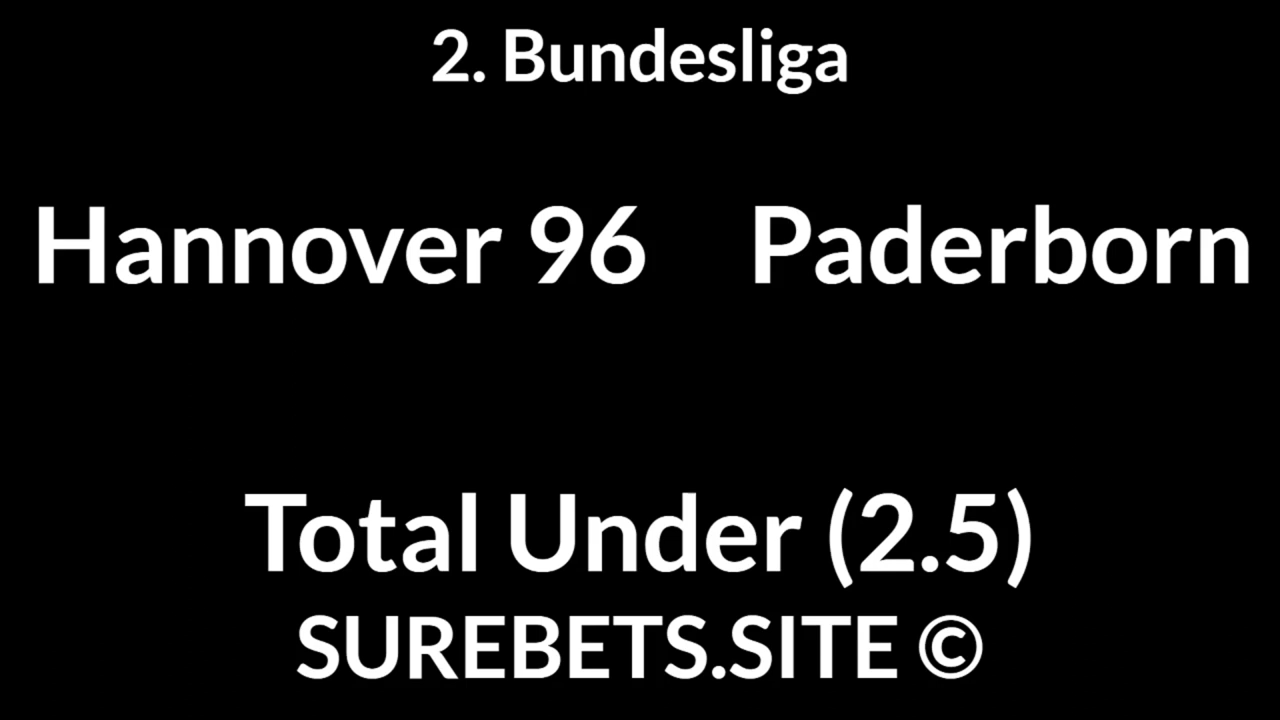 2. Bundesliga
Hannover 96 Paderborn
Total Under (2.5)
SUREBETS.SITE ©